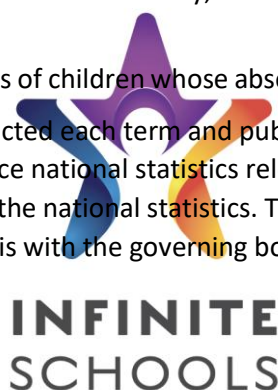 s of children whose abs
cted each term and pub
ce national statistics rel
the national statistics. T
is with the governing bo
INFINITE
SCHOOLS